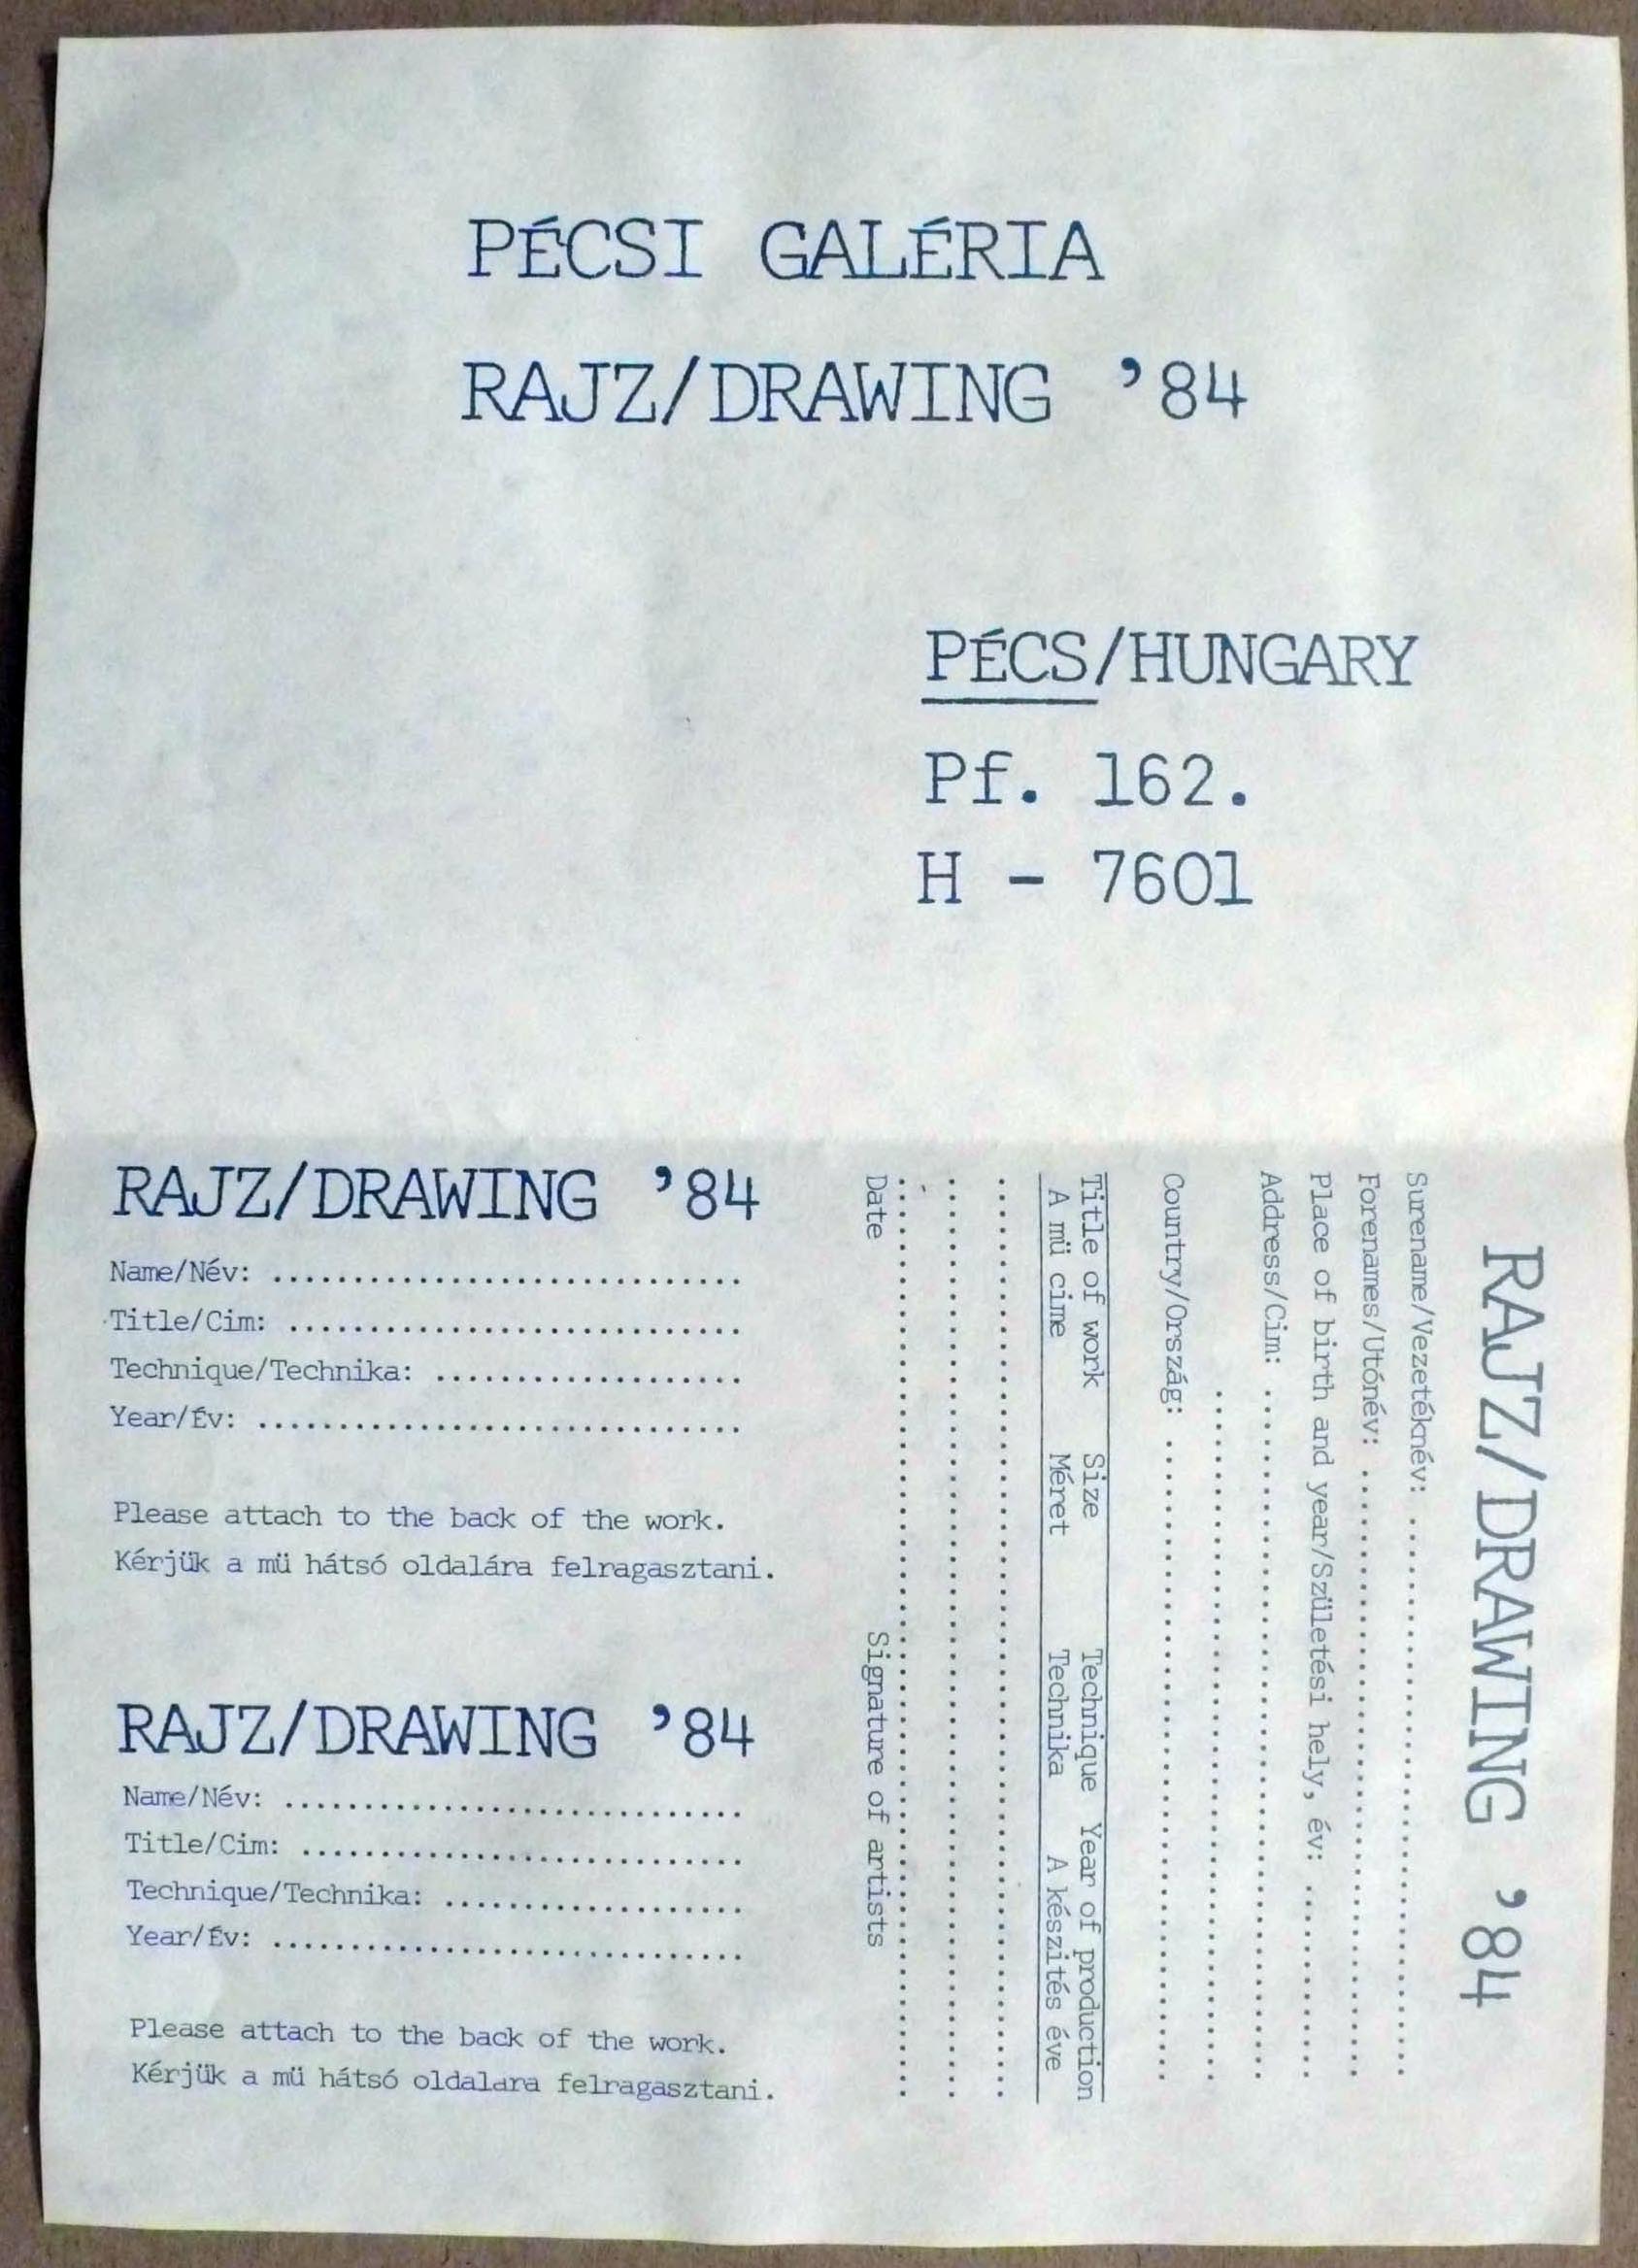 PÉCSI GALÉRIA
RAJZ/DRAWING '84
PÉCS/HUNGARY
Pf. 162.
H - 7601
RAJZ/DRAWING '84
Name/Név: ..............................
Title/Cim: .............................
Technique/Technika: ....................
Year/Év: ...............................
Please attach to the back of the work.
Kérjük a mü hátsó oldalára felragasztani.
RAJZ/DRAWING '84
Name/Név: ..............................
Title/Cim: .............................
Technique/Technika: ....................
Year/Év: ...............................
Please attach to the back of the work.
Kérjük a mü hátsó oldalara felragasztani.
RAJZ/DRAWING '84
Surename/Vezetéknév: ...................................
Forenames/Utónév: ......................................
Place of birth and year/Születési hely, év: ............
Address/Cim: ...........................................
............................................
Country/Ország: ........................................
Title of work Size Technique Year of production
A mü cime Méret Technika A készités éve
.........................................................
.........................................................
.........................................................
Date Signature of artists